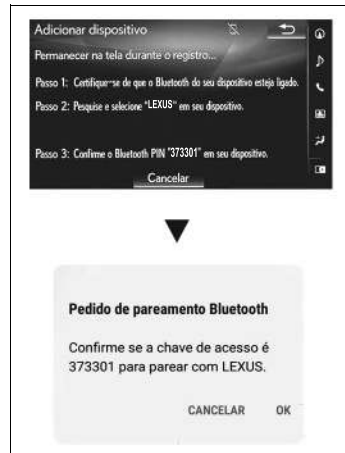 Adicionar dispositivo
Permanecer na tela durante o registro...
Passo 1: Certifique-se de que o Bluetooth do seu dispositivo esteja ligado.
Passo 2: Pesquise e selecione "LEXUS" em seu dispositivo.
Passo 3: Confirme o Bluetooth PIN "373301" em seu dispositivo.
Cancelar
Pedido de pareamento Bluetooth
Confirme se a chave de acesso é
373301 para parear com LEXUS.
CANCELAR OK